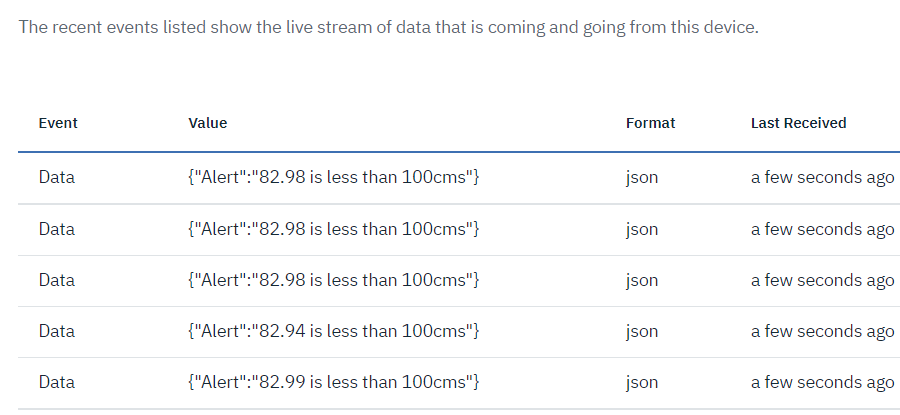 The recent events listed show the live stream of data that is coming and going from this device.
Event Value Format Last Received
Data {"Alert":"82.98 is less than 100cms"} json a few seconds ago
Data {"Alert":"82.98 is less than 100cms"} json a few seconds ago
Data {"Alert":"82.98 is less than 100cms"} json a few seconds ago
Data {"Alert":"82.94 is less than 100cms"} json a few seconds ago
Data {"Alert":"82.99 is less than 100cms"} json a few seconds ago